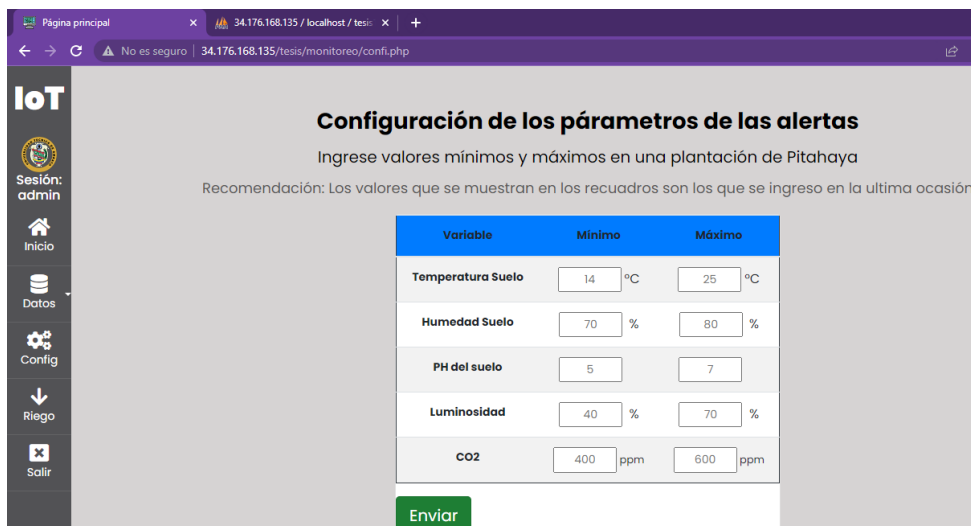 Página principal
34.176.168.135 / localhost / tesis
No es seguro 34.176.168.135/tesis/monitoreo/confi.php
IoT
Sesión:
admin
Inicio
Datos
Config
Riego
Salir
Configuración de los párametros de las alertas
Ingrese valores mínimos y máximos en una plantación de Pitahaya
Recomendación: Los valores que se muestran en los recuadros son los que se ingreso en la ultima ocasión
Variable Minimo Máximo
Temperatura Suelo 14 ºC 25 ºC
Humedad Suelo 70 % 80 %
PH del suelo 5 7
Luminosidad 40 % 70 %
CO2 400 ppm 600 ppm
Enviar